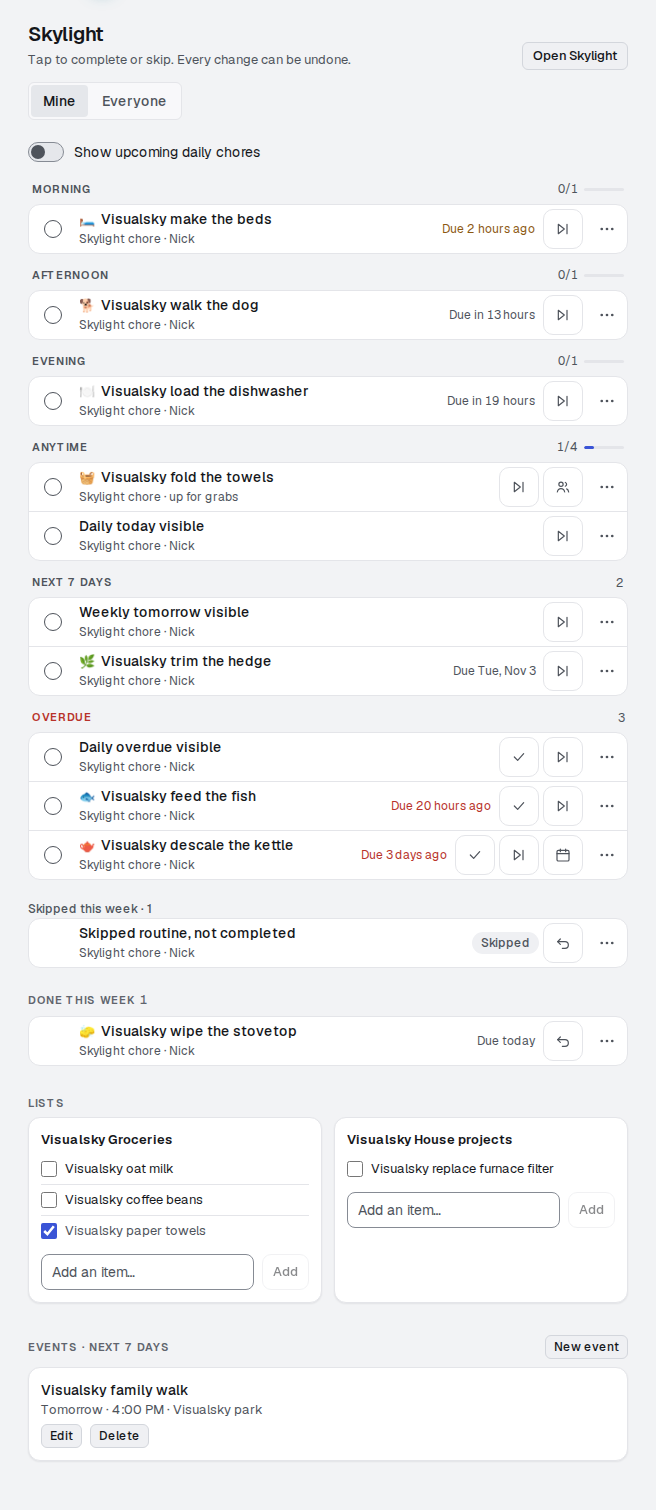 Skylight
Tap to complete or skip. Every change can be undone.
Open Skylight
Mine
Everyone
Show upcoming daily chores
MORNING
0/1
Visualsky make the beds
Due 2 hours ago
Skylight chore · Nick
AFTERNOON
0/1
Visualsky walk the dog
Due in 13 hours
Skylight chore · Nick
EVENING
0/1
Visualsky load the dishwasher
Due in 19 hours
Skylight chore · Nick
ANYTIME
1/4
Visualsky fold the towels
Skylight chore · up for grabs
Daily today visible
Skylight chore · Nick
NEXT 7 DAYS
2
Weekly tomorrow visible
Skylight chore · Nick
Visualsky trim the hedge
Due Tue, Nov 3
Skylight chore · Nick
OVERDUE
3
Daily overdue visible
Skylight chore · Nick
Visualsky feed the fish
Due 20 hours ago
Skylight chore · Nick
Visualsky descale the kettle
Due 3 days ago
Skylight chore · Nick
Skipped this week · 1
Skipped routine, not completed
Skipped
Skylight chore · Nick
DONE THIS WEEK 1
Visualsky wipe the stovetop
Due today
Skylight chore · Nick
LISTS
Visualsky Groceries
Visualsky oat milk
Visualsky coffee beans
Visualsky paper towels
Add an item...
Add
Visualsky House projects
Visualsky replace furnace filter
Add an item...
Add
EVENTS · NEXT 7 DAYS
New event
Visualsky family walk
Tomorrow · 4:00 PM · Visualsky park
Edit
Delete